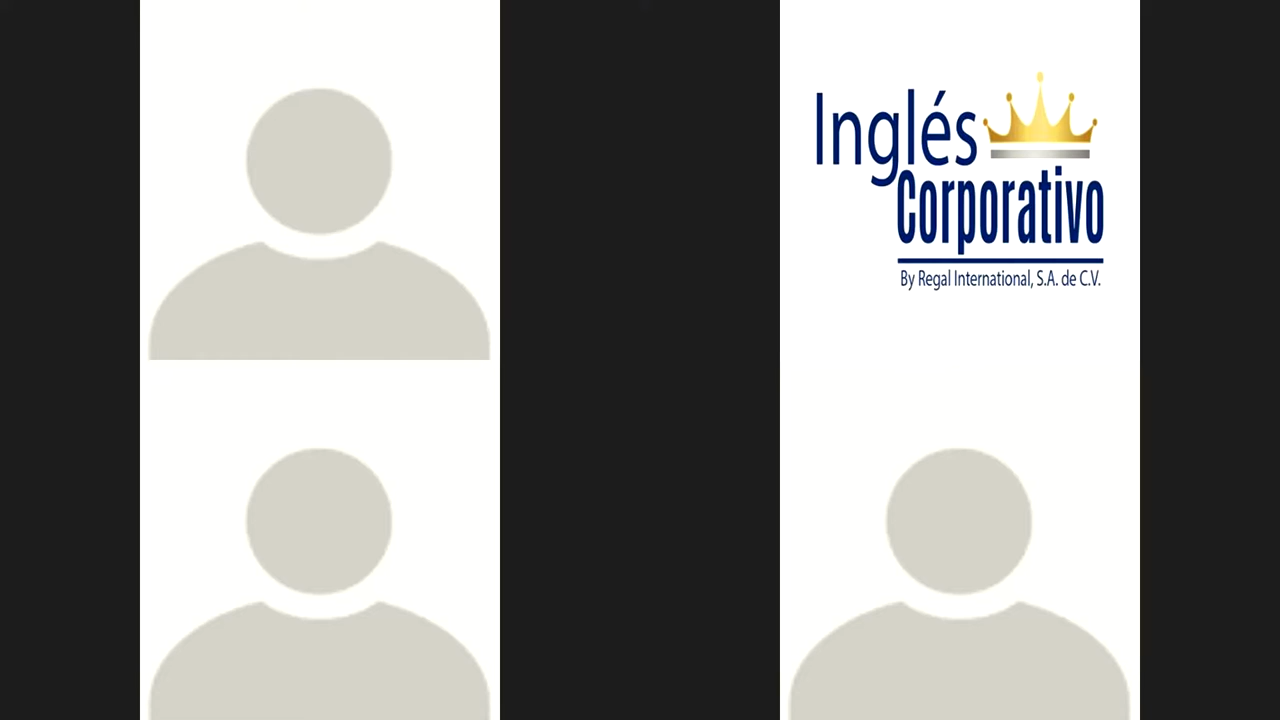 Inglés
Corporativo
By Regal International, S.A. de C.V.